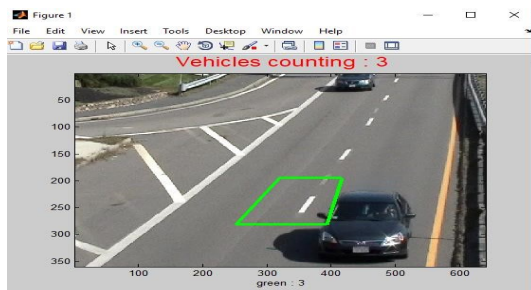 Figure 1
File Edit View Insert Tools Desktop Window Help
Vehicles counting : 3
50
100
150
200
250
300
350
100 200 300 400 500 600
green : 3